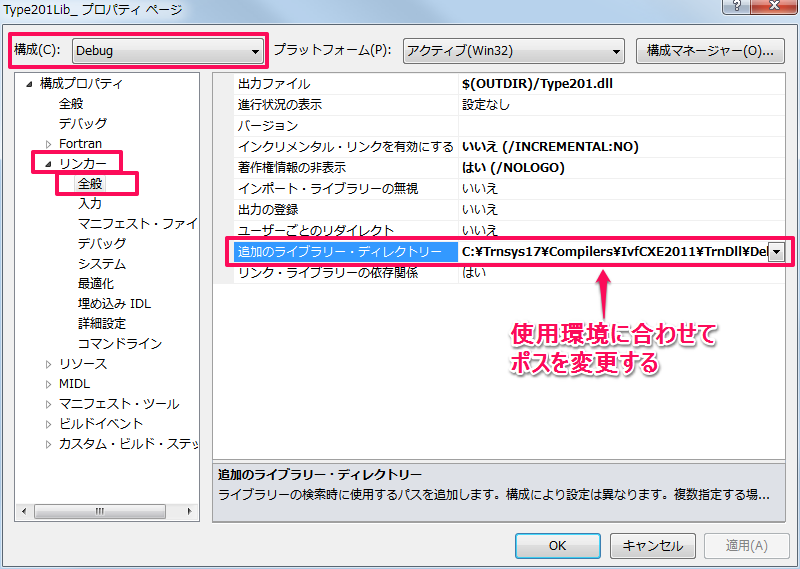 Type201Lib_ プロパティ ページ
構成(C):
Debug
プラットフォーム(P):
アクティブ(Win32)
構成マネージャー(O)...
構成プロパティ
全般
デバッグ
Fortran
リンカー
全般
入力
マニフェスト・ファイ
デバッグ
システム
最適化
埋め込み IDL
詳細設定
コマンドライン
リソース
MIDL
マニフェスト・ツール
ビルドイベント
カスタム・ビルド・ステッ
出力ファイル $(OUTDIR)/Type201.dll
進行状況の表示 設定なし
バージョン
インクリメンタル・リンクを有効にする いいえ (/INCREMENTAL:NO)
著作権情報の非表示 はい (/NOLOGO)
インポート・ライブラリーの無視 いいえ
出力の登録 いいえ
ユーザーごとのリダイレクト いいえ
追加のライブラリー・ディレクトリー C:¥Trnsys17¥Compilers¥IvfCXE2011¥TrnDll¥De
リンク・ライブラリーの依存関係 はい
使用環境に合わせて
ポスを変更する
追加のライブラリー・ディレクトリー
ライブラリーの検索時に使用するパスを追加します。構成により設定は異なります。複数指定する場...
OK
キャンセル
適用(A)